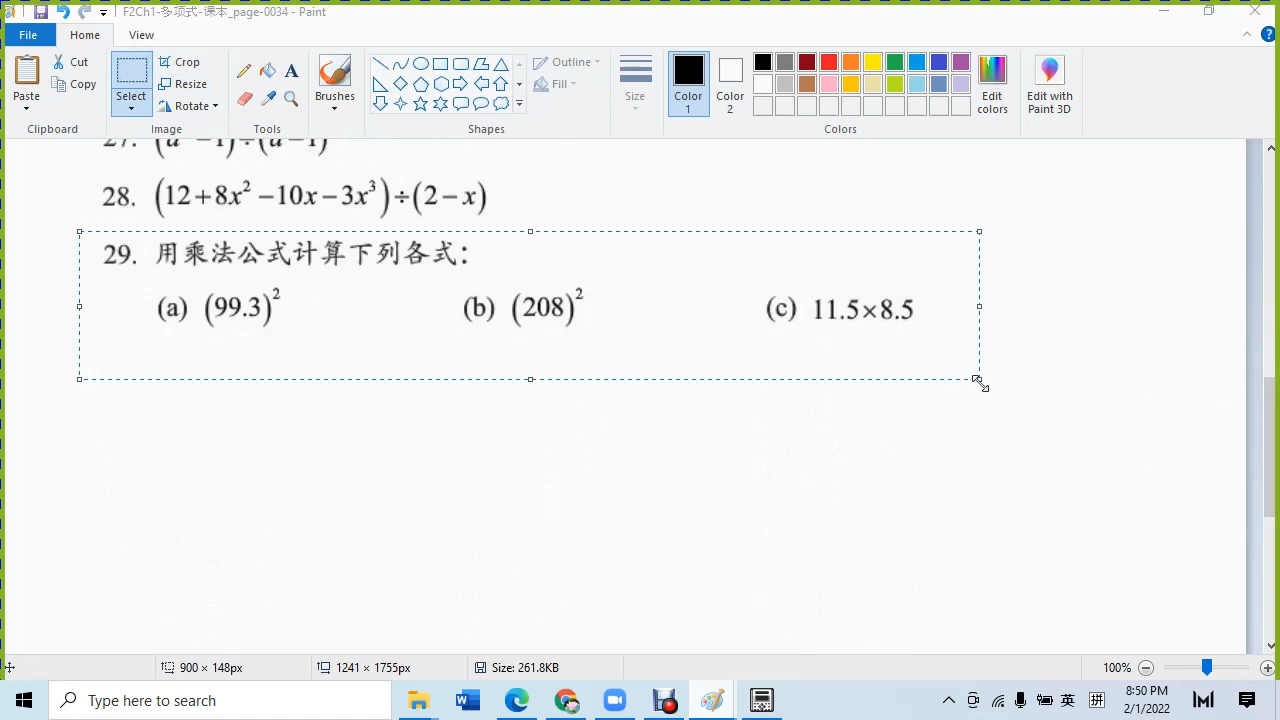 F2Ch1-多项式-课本_page-0034 - Paint
File Home View
Paste
Cut
Copy
Clipboard
Select
Crop
Resize
Rotate
Image
Tools
Brushes
Outline
Fill
Shapes
Size
Color 1
Color 2
Edit colors
Edit with Paint 3D
Colors
27. (a −1)÷(a−1)
28. (12+8x²−10x−3x³)÷(2−x)
29. 用乘法公式计算下列各式：
(a) (99.3)² (b) (208)² (c) 11.5×8.5
900 × 148px 1241 × 1755px Size: 261.8KB 100%
Type here to search
英 拼 8:50 PM
2/1/2022